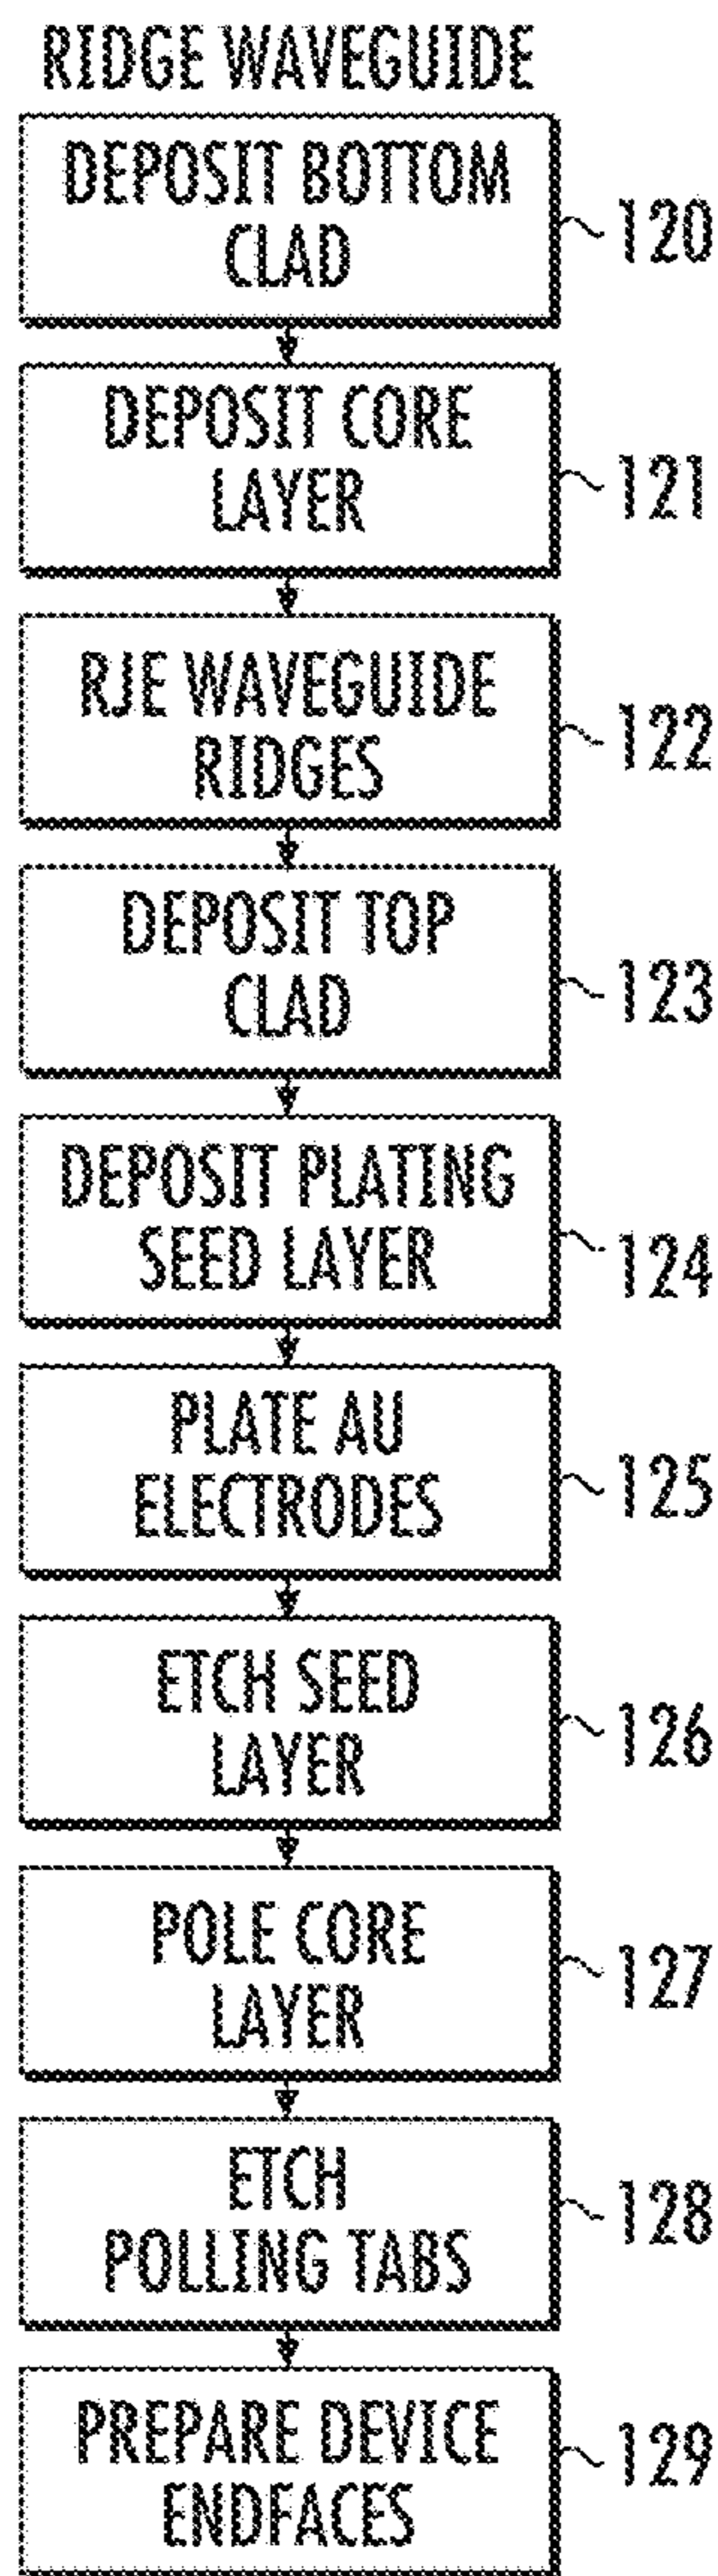 RIDGE WAVEGUIDE
DEPOSIT BOTTOM
CLAD
120
DEPOSIT CORE
LAYER
121
RJE WAVEGUIDE
RIDGES
122
DEPOSIT TOP
CLAD
123
DEPOSIT PLATING
SEED LAYER
124
PLATE AU
ELECTRODES
125
ETCH SEED
LAYER
126
POLE CORE
LAYER
127
ETCH
POLLING TABS
128
PREPARE DEVICE
ENDFACES
129